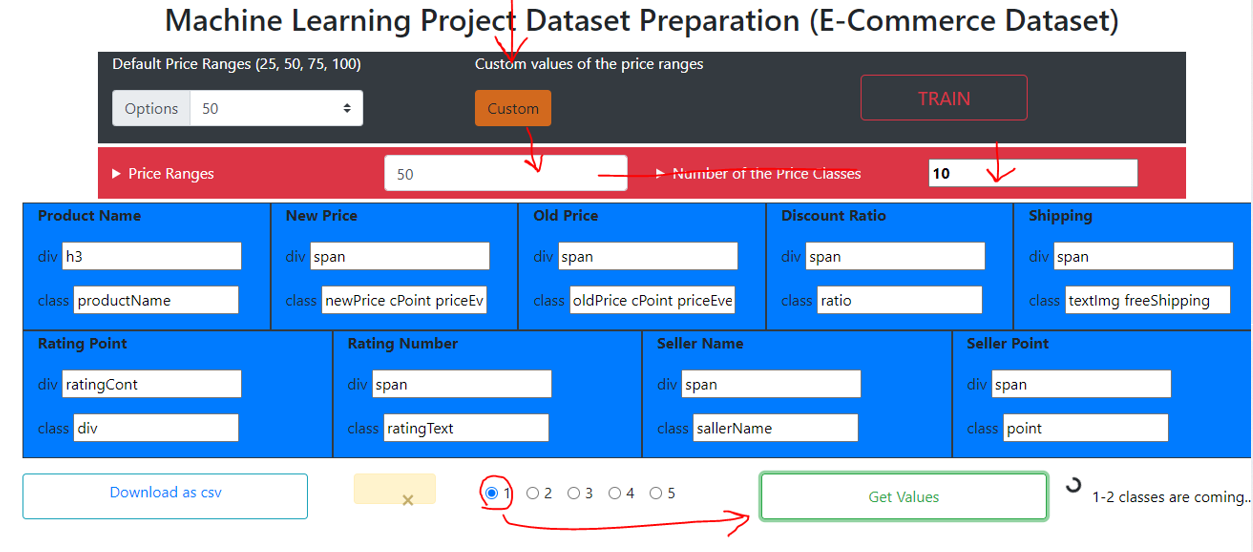 Machine Learning Project Dataset Preparation (E-Commerce Dataset)
Default Price Ranges (25, 50, 75, 100)
Custom values of the price ranges
Options 50
Custom
TRAIN
Price Ranges
50
Number of the Price Classes
10
Product Name
div h3
class productName
New Price
div span
class newPrice cPoint priceEv
Old Price
div span
class oldPrice cPoint priceEve
Discount Ratio
div span
class ratio
Shipping
div span
class textImg freeShipping
Rating Point
div ratingCont
class div
Rating Number
div span
class ratingText
Seller Name
div span
class sallerName
Seller Point
div span
class point
Download as csv
×
1 2 3 4 5
Get Values
1-2 classes are coming..